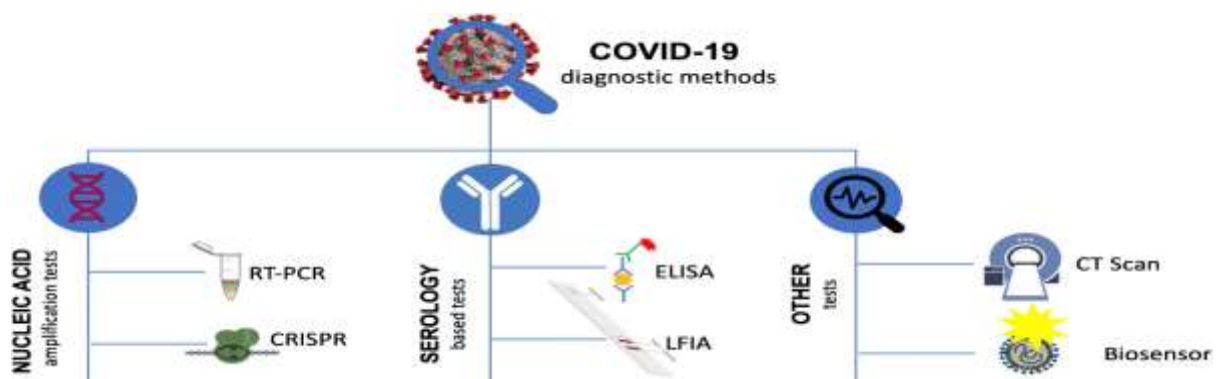 COVID-19
diagnostic methods
NUCLEIC ACID
amplification tests
RT-PCR
CRISPR
SEROLOGY
based tests
ELISA
LFIA
OTHER
tests
CT Scan
Biosensor